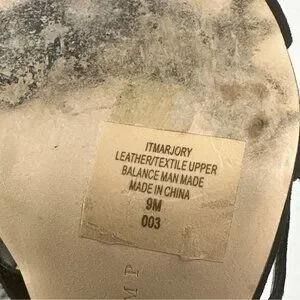 ITMARJORY
LEATHER/TEXTILE UPPER
BALANCE MAN MADE
MADE IN CHINA
9M
003
M P